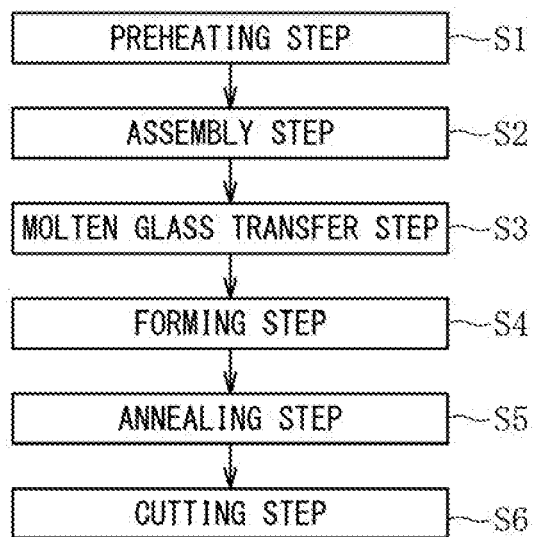 PREHEATING STEP S1
ASSEMBLY STEP S2
MOLTEN GLASS TRANSFER STEP S3
FORMING STEP S4
ANNEALING STEP S5
CUTTING STEP S6